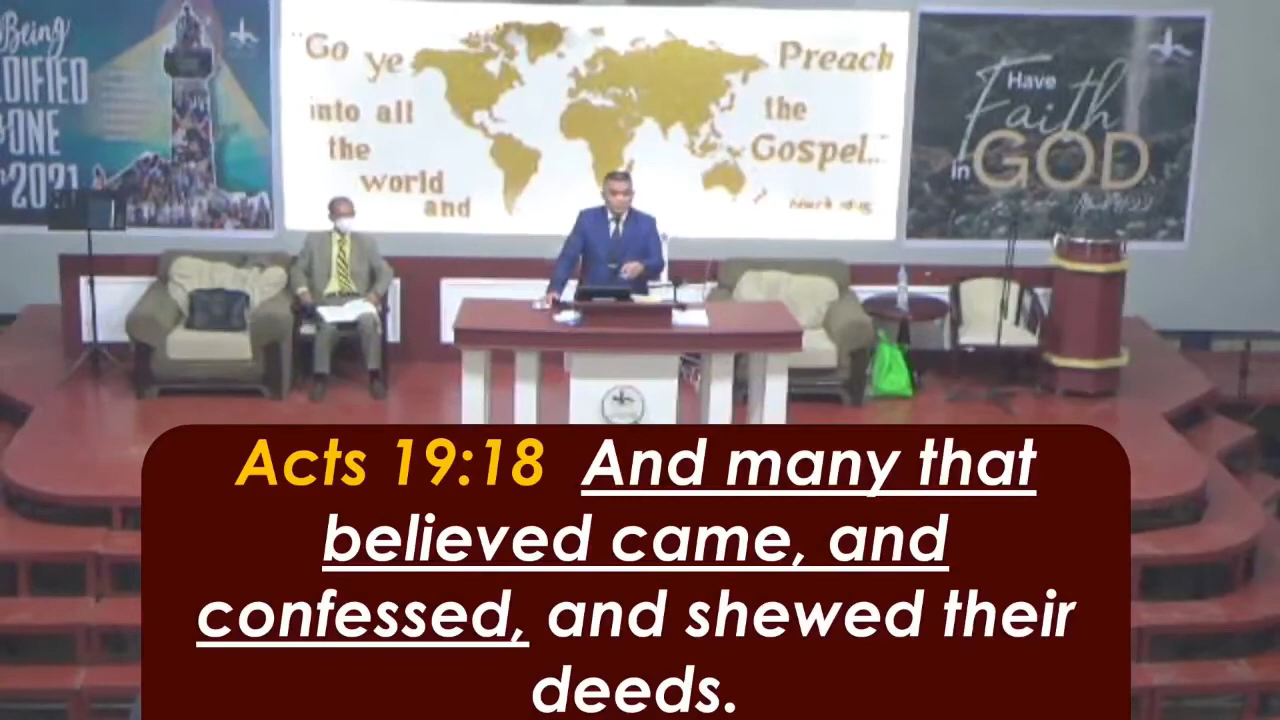 Being
EDIFIED
ONE
2021
"Go ye
into all
the
world
and
Preach
the
Gospel...
Have
Faith
in GOD
Acts 19:18 And many that
believed came, and
confessed, and shewed their
deeds.